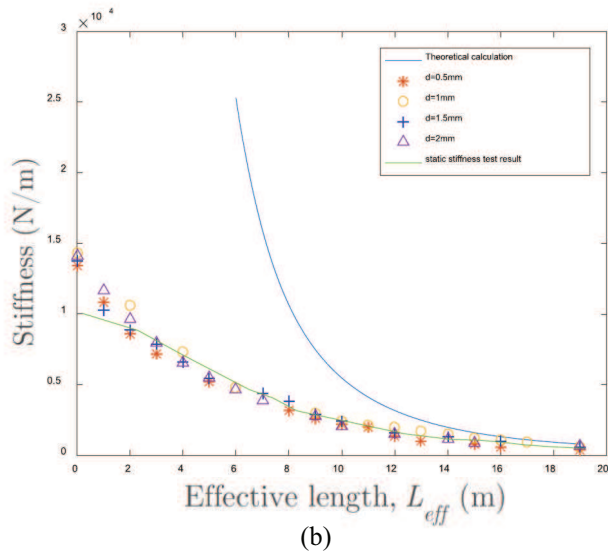 × 10⁴
3
2.5
2
1.5
1
0.5
0
Stiffness (N/m)
Theoretical calculation
d=0.5mm
d=1mm
d=1.5mm
d=2mm
static stiffness test result
0 2 4 6 8 10 12 14 16 18 20
Effective length, L_eff (m)
(b)